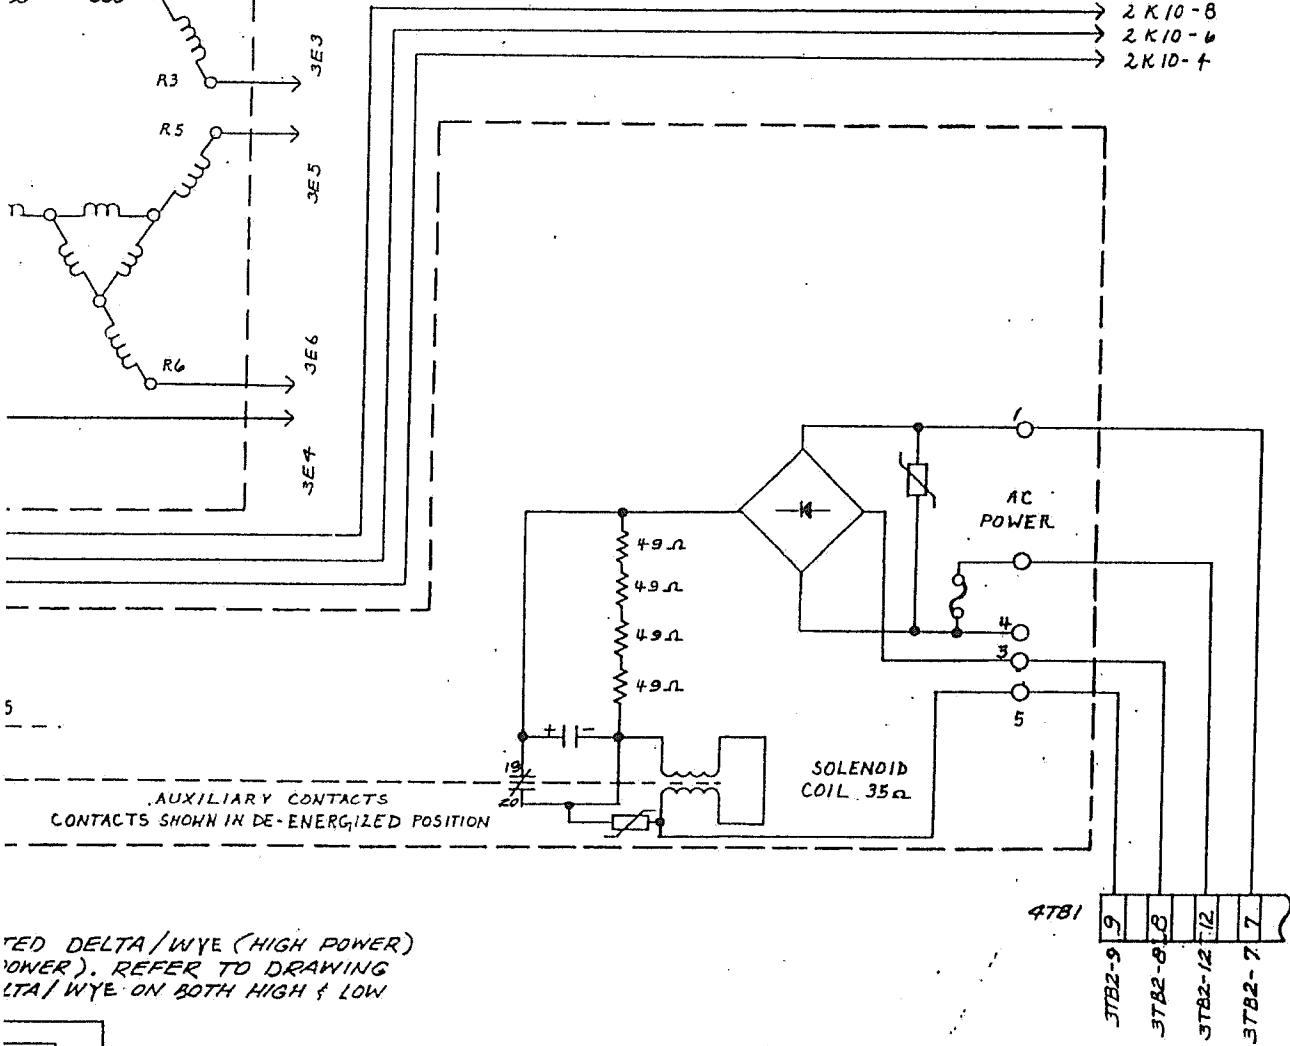 2K10-8
2K10-6
2K10-4
3E3
R3
R5
3E5
R6
3E6
3E4
1
AC
POWER
49Ω
49Ω
49Ω
49Ω
4
3
5
5
+ -
19
20
SOLENOID
COIL 35Ω
AUXILIARY CONTACTS
CONTACTS SHOWN IN DE-ENERGIZED POSITION
4TB1
9
8
12
7
3TB2-9
3TB2-8
3TB2-12
3TB2-7
TED DELTA/WYE (HIGH POWER)
POWER). REFER TO DRAWING
LTA/WYE ON BOTH HIGH & LOW